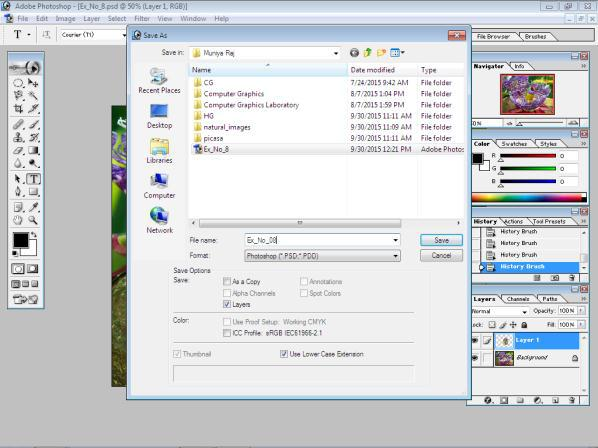 Adobe Photoshop - [Ex_No_8.psd @ 50% (Layer 1, RGB)]
File Edit Image Layer Select Filter View Window Help
Courier (T1)
File Browser Brushes
Save As
Save in: Muniya Raj
Name Date modified Type
CG 7/24/2015 9:42 AM File folder
Computer Graphics 8/7/2015 1:04 PM File folder
Computer Graphics Laboratory 8/7/2015 1:59 PM File folder
HG 9/30/2015 11:11 AM File folder
natural_images 9/30/2015 11:09 AM File folder
picasa 9/30/2015 11:11 AM File folder
Ex_No_8 9/30/2015 12:21 PM Adobe Photos
Recent Places
Desktop
Libraries
Computer
Network
File name: Ex_No_08 Save
Format: Photoshop (*.PSD;*.PDD) Cancel
Save Options
Save: As a Copy Annotations
Alpha Channels Spot Colors
Layers
Color: Use Proof Setup: Working CMYK
ICC Profile: sRGB IEC61966-2.1
Thumbnail Use Lower Case Extension
Navigator Info
Color Swatches Styles
R 0
G 0
B 0
History Actions Tool Presets
History Brush
History Brush
History Brush
History Brush
Layers Channels Paths
Normal Opacity: 100%
Lock: Fill: 100%
Layer 1
Background